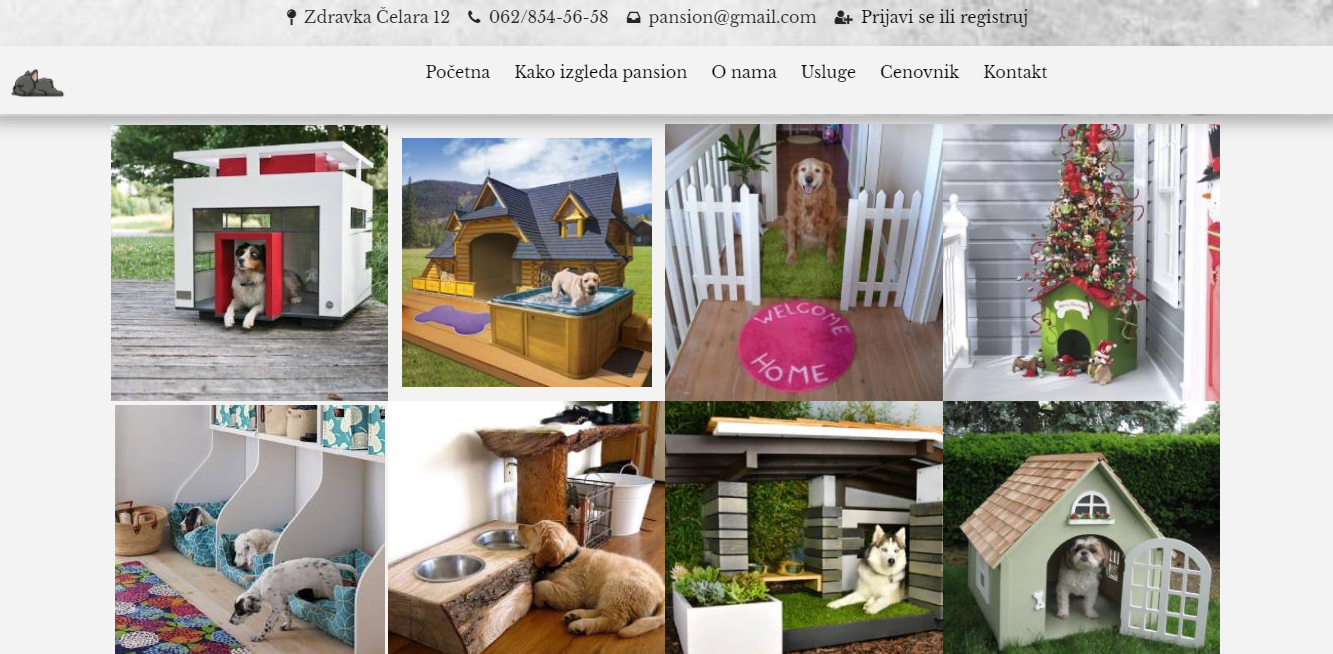 Zdravka Čelara 12 062/854-56-58 pansion@gmail.com Prijavi se ili registruj
Početna Kako izgleda pansion O nama Usluge Cenovnik Kontakt
WELCOME
HOME